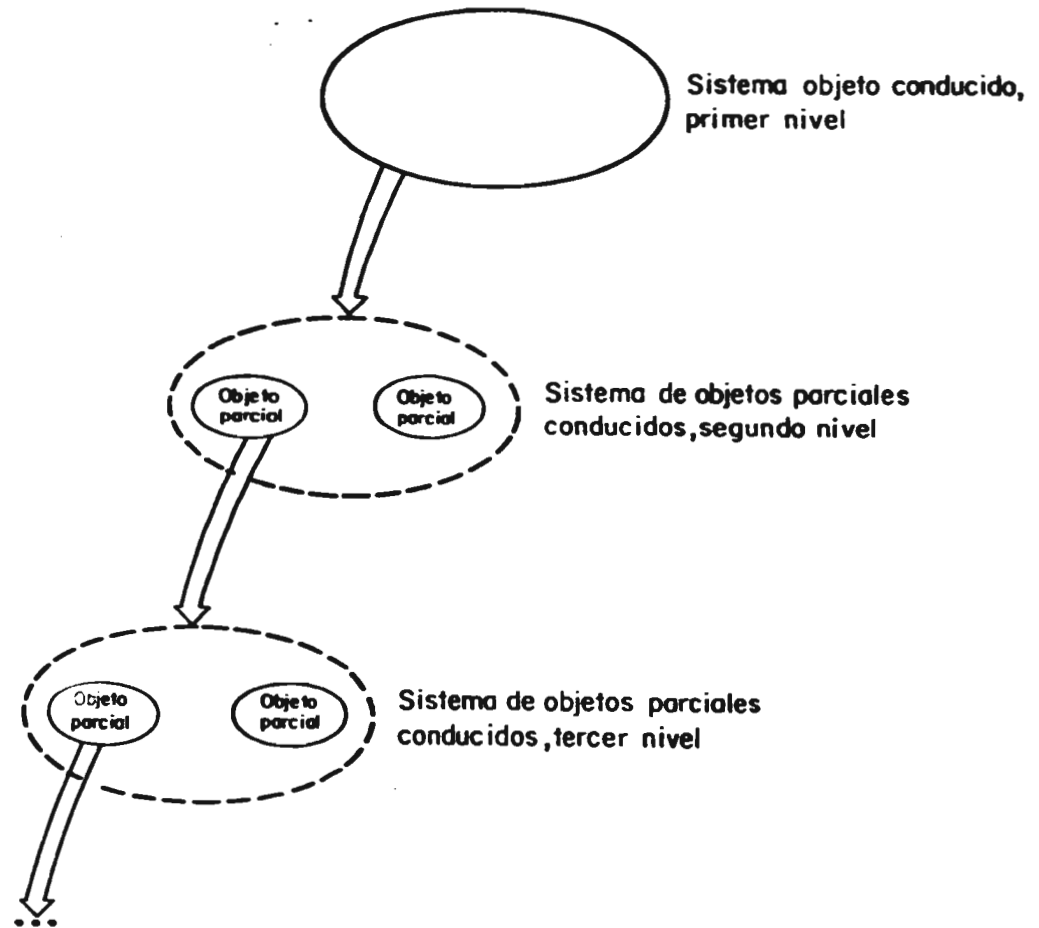 Sistema objeto conducido,
primer nivel
Objeto
parcial
Objeto
parcial
Sistema de objetos parciales
conducidos, segundo nivel
Objeto
parcial
Objeto
parcial
Sistema de objetos parciales
conducidos, tercer nivel
...